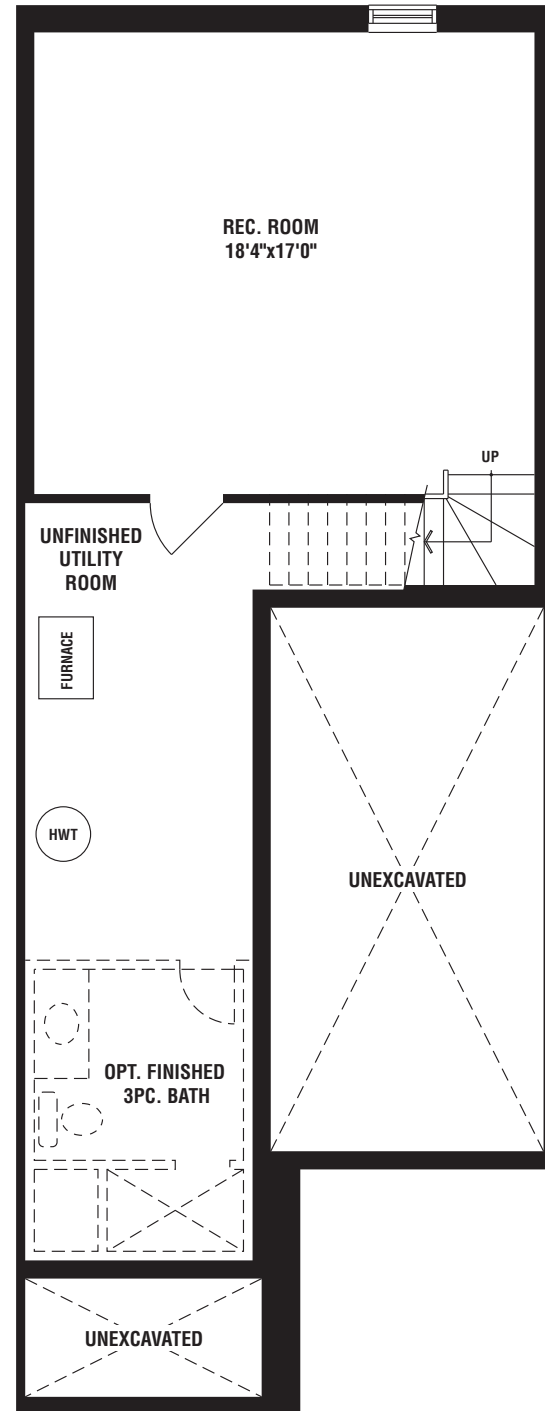 REC. ROOM
18'4"x17'0"
UP
UNFINISHED
UTILITY
ROOM
FURNACE
HWT
UNEXCAVATED
OPT. FINISHED
3PC. BATH
UNEXCAVATED